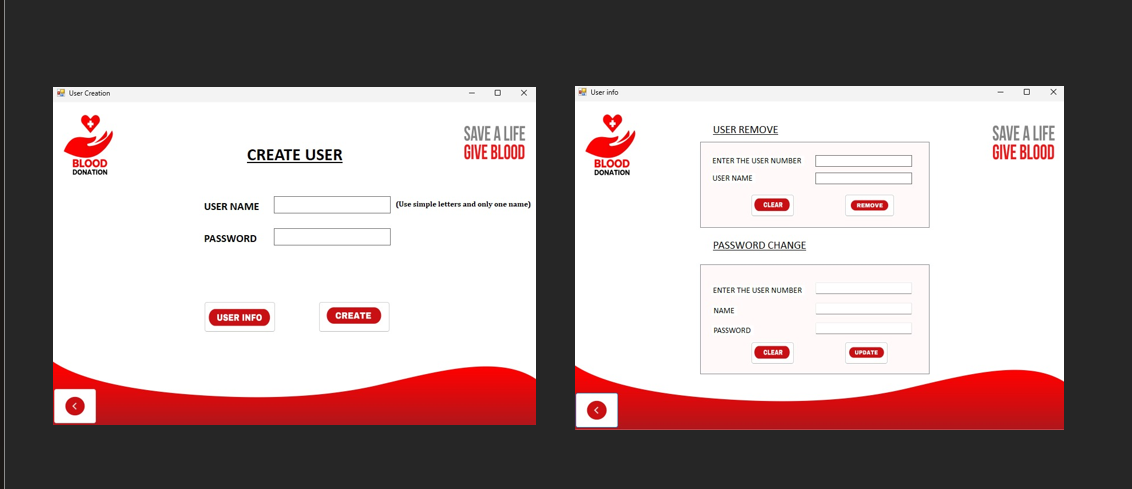 User Creation
BLOOD
DONATION
SAVE A LIFE
GIVE BLOOD
CREATE USER
USER NAME
(Use simple letters and only one name)
PASSWORD
USER INFO
CREATE
User info
BLOOD
DONATION
SAVE A LIFE
GIVE BLOOD
USER REMOVE
ENTER THE USER NUMBER
USER NAME
CLEAR
REMOVE
PASSWORD CHANGE
ENTER THE USER NUMBER
NAME
PASSWORD
CLEAR
UPDATE